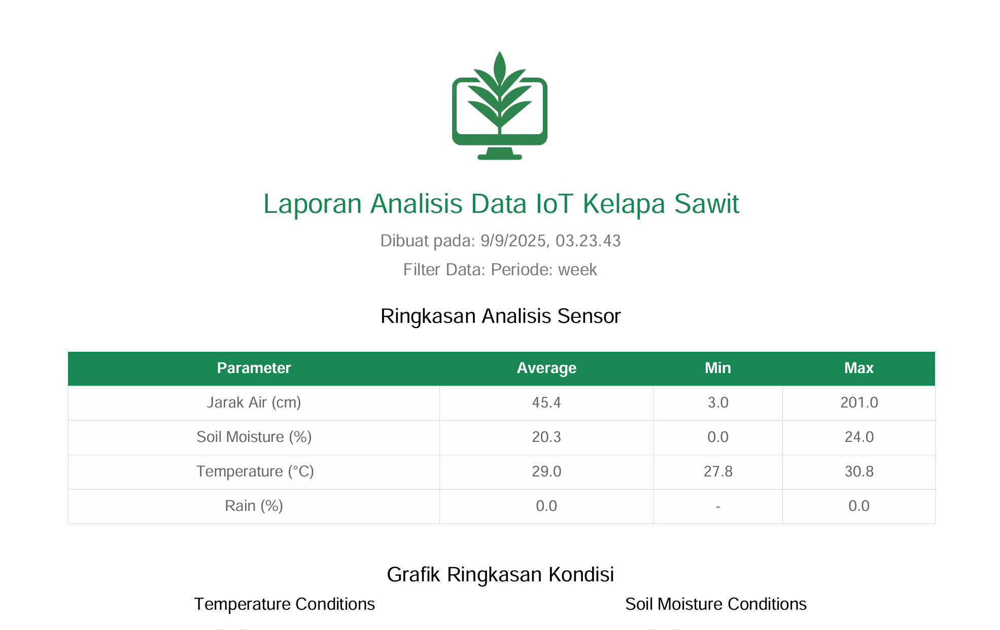 Laporan Analisis Data IoT Kelapa Sawit
Dibuat pada: 9/9/2025, 03.23.43
Filter Data: Periode: week
Ringkasan Analisis Sensor
Parameter Average Min Max
Jarak Air (cm) 45.4 3.0 201.0
Soil Moisture (%) 20.3 0.0 24.0
Temperature (°C) 29.0 27.8 30.8
Rain (%) 0.0 - 0.0
Grafik Ringkasan Kondisi
Temperature Conditions Soil Moisture Conditions